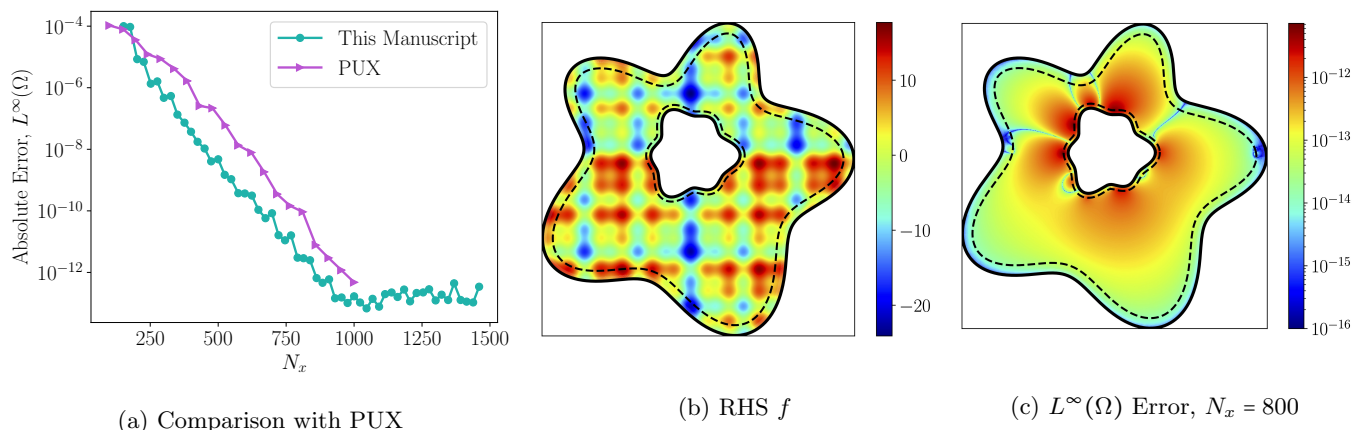 Absolute Error, L^∞(Ω)
10^−4
10^−6
10^−8
10^−10
10^−12
This Manuscript
PUX
250 500 750 1000 1250 1500
N_x
(a) Comparison with PUX
10
0
−10
−20
(b) RHS f
10^−12
10^−13
10^−14
10^−15
10^−16
(c) L^∞(Ω) Error, N_x = 800